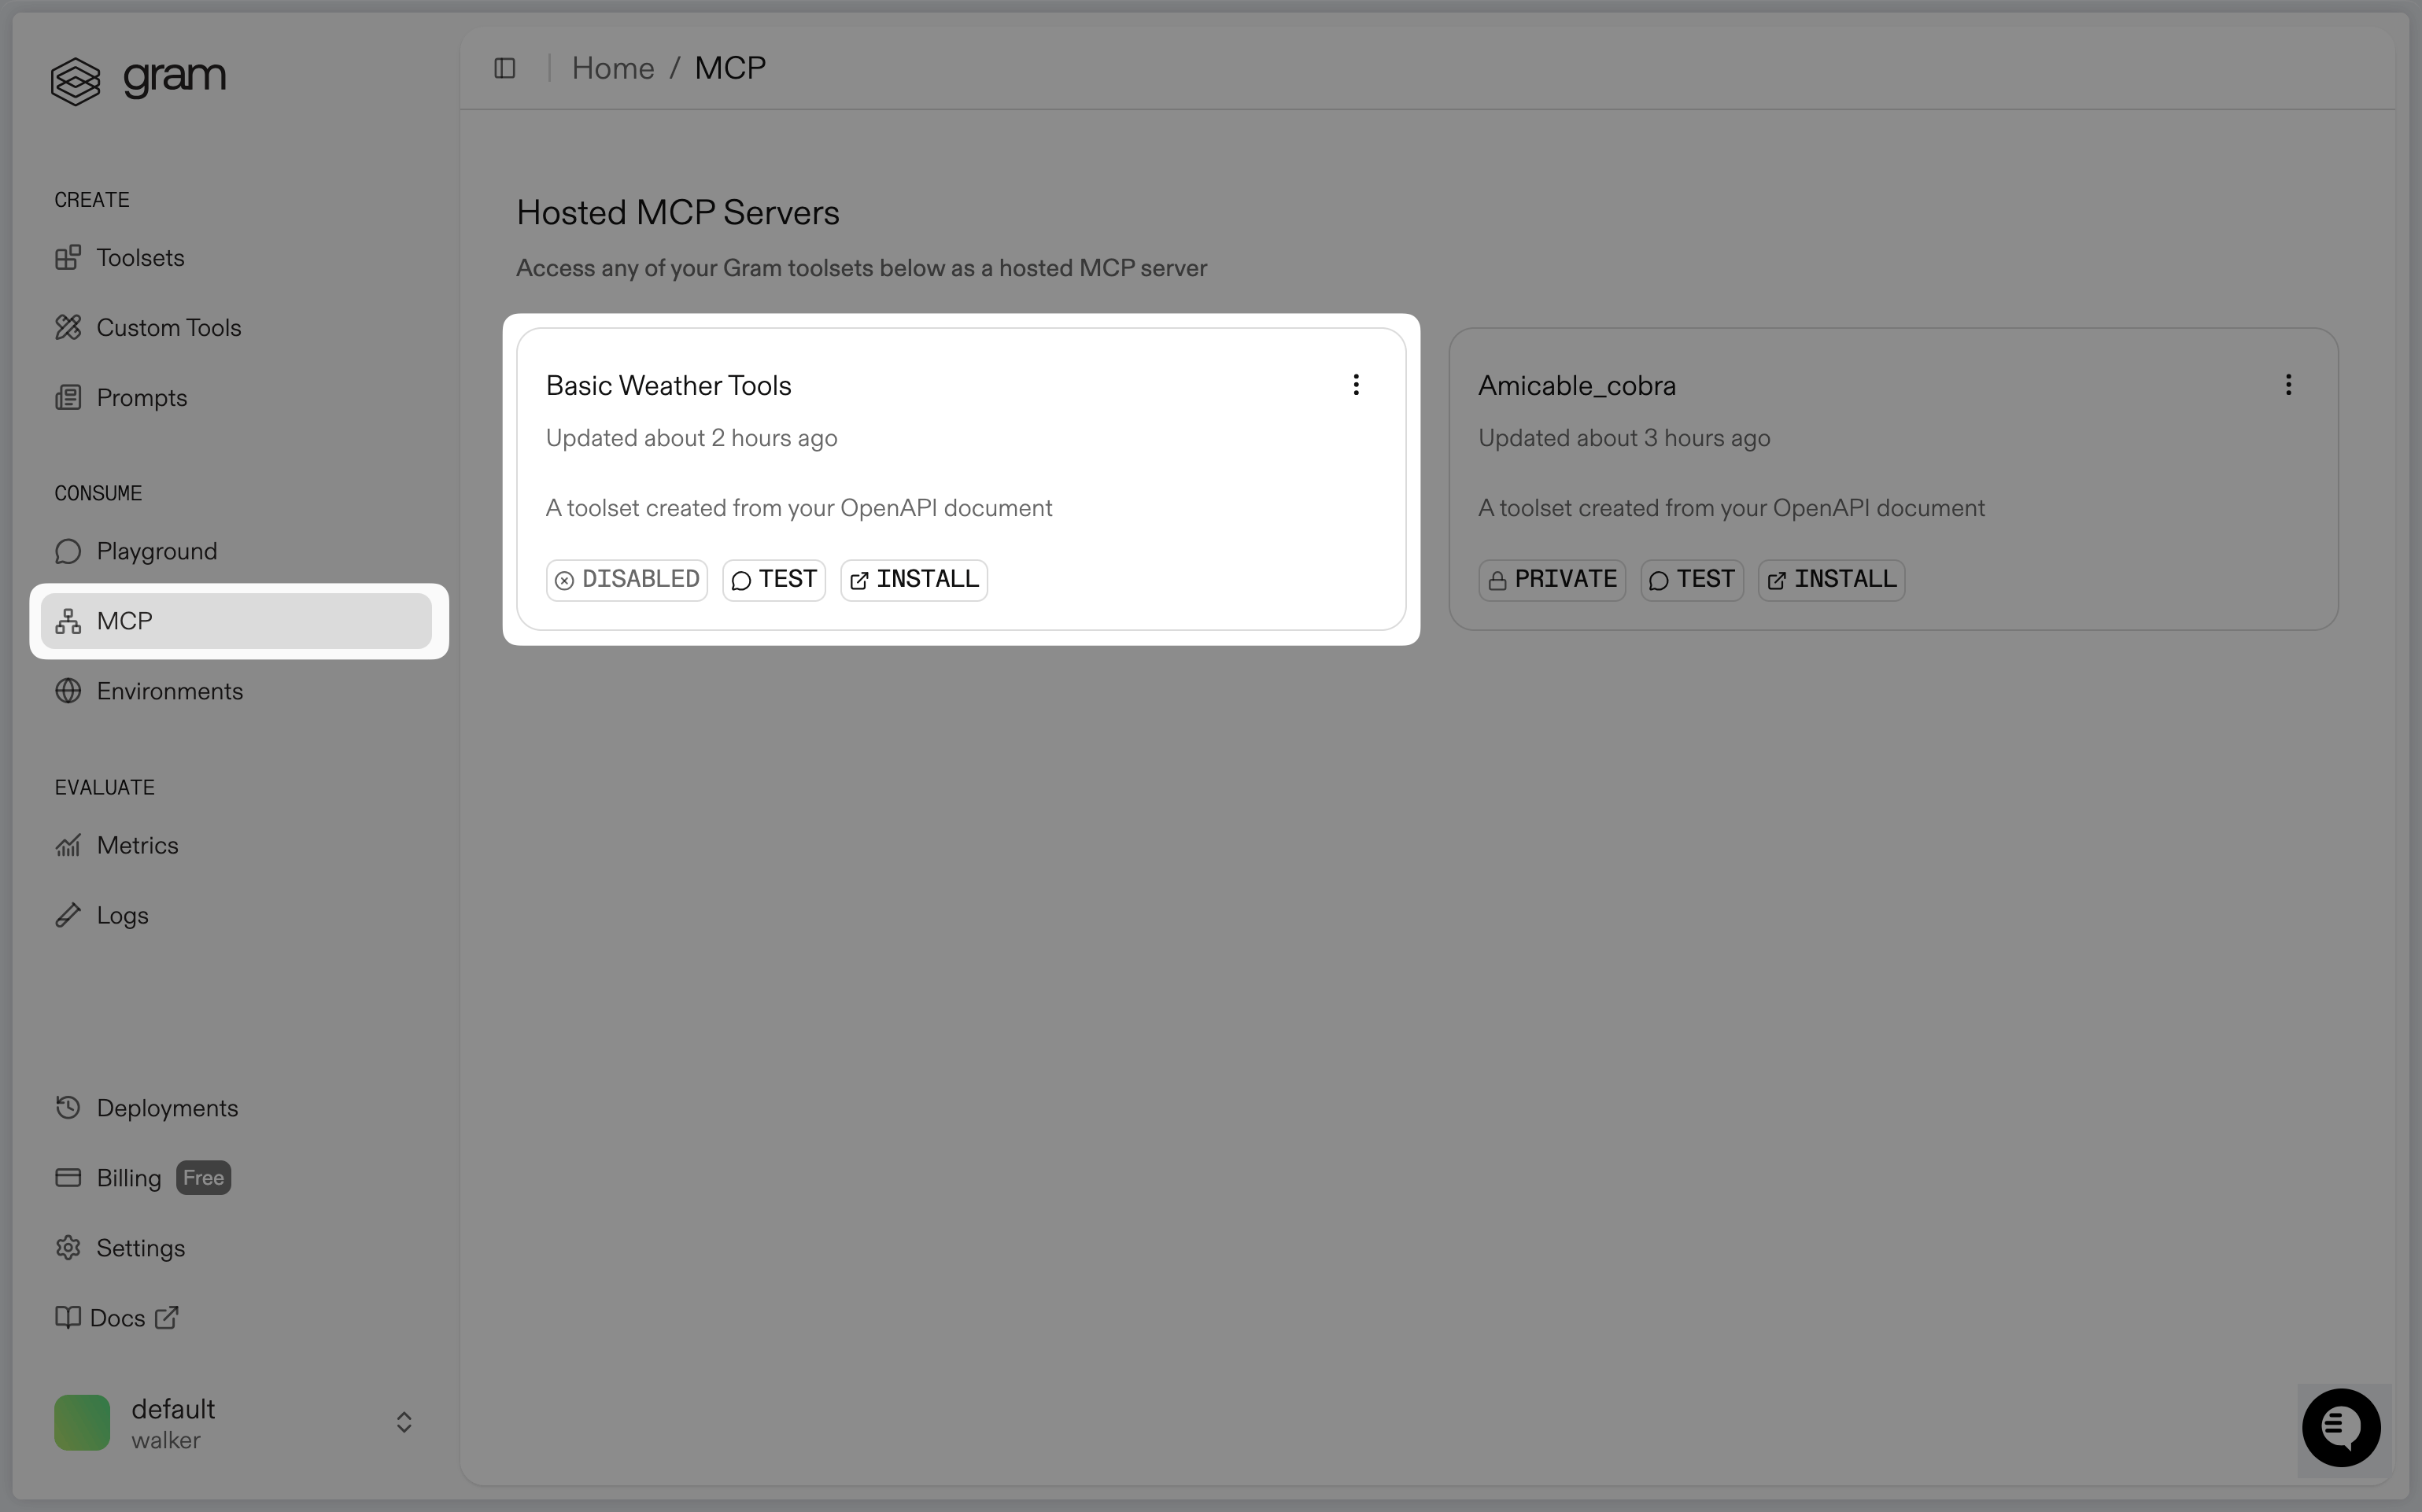 gram
Home / MCP
CREATE
Toolsets
Custom Tools
Prompts
CONSUME
Playground
MCP
Environments
EVALUATE
Metrics
Logs
Deployments
Billing Free
Settings
Docs
default
walker
Hosted MCP Servers
Access any of your Gram toolsets below as a hosted MCP server
Basic Weather Tools
Updated about 2 hours ago
A toolset created from your OpenAPI document
DISABLED TEST INSTALL
Amicable_cobra
Updated about 3 hours ago
A toolset created from your OpenAPI document
PRIVATE TEST INSTALL